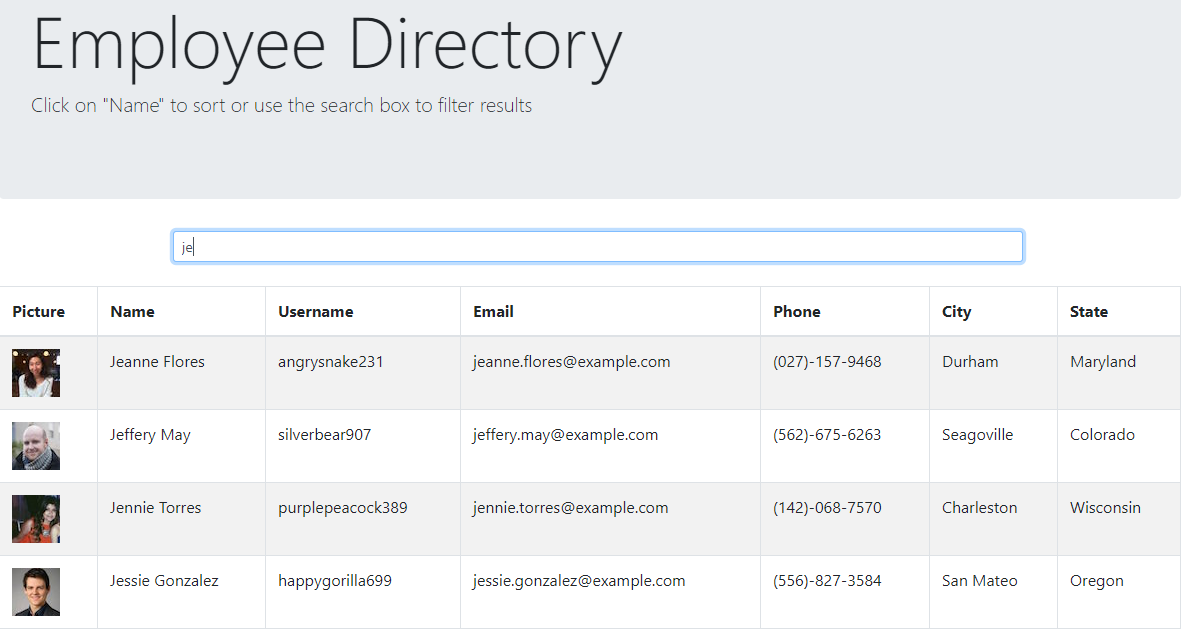 Employee Directory
Click on "Name" to sort or use the search box to filter results
je
Picture Name Username Email Phone City State
Jeanne Flores angrysnake231 jeanne.flores@example.com (027)-157-9468 Durham Maryland
Jeffery May silverbear907 jeffery.may@example.com (562)-675-6263 Seagoville Colorado
Jennie Torres purplepeacock389 jennie.torres@example.com (142)-068-7570 Charleston Wisconsin
Jessie Gonzalez happygorilla699 jessie.gonzalez@example.com (556)-827-3584 San Mateo Oregon